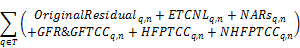 ∑_{q∈T} ( OriginalResidual_{q,n} + ETCNL_{q,n} + NARs_{q,n}
+GFR&GFTCC_{q,n} + HFPTCC_{q,n} + NHFPTCC_{q,n} )